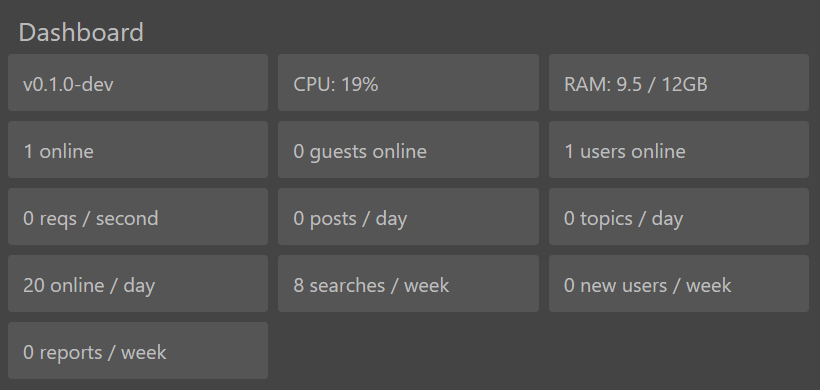 Dashboard
v0.1.0-dev
CPU: 19%
RAM: 9.5 / 12GB
1 online
0 guests online
1 users online
0 reqs / second
0 posts / day
0 topics / day
20 online / day
8 searches / week
0 new users / week
0 reports / week